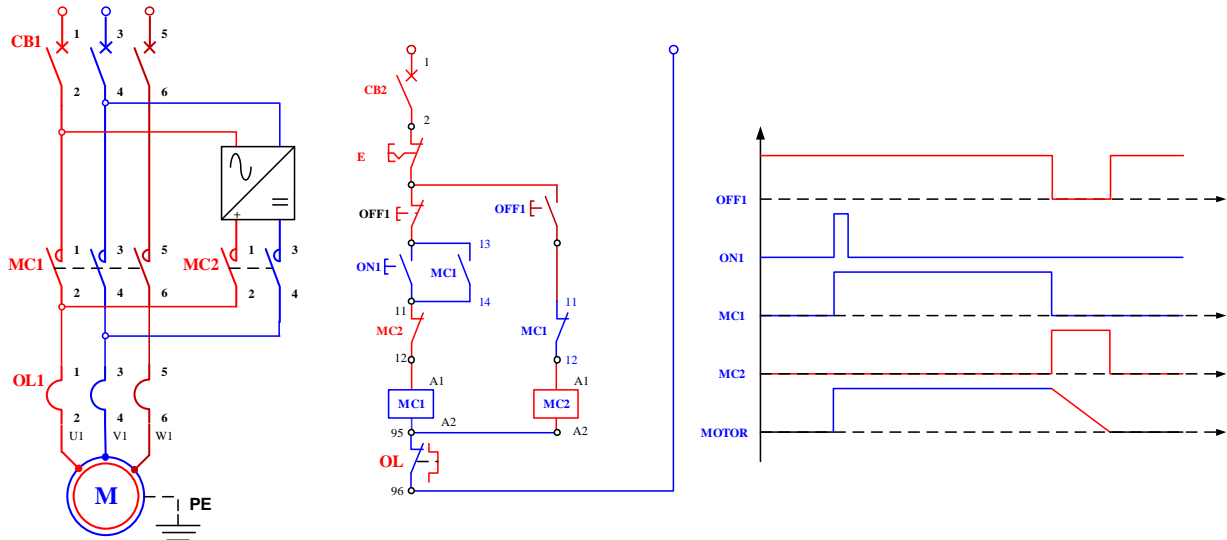 CB1 1 3 5
2 4 6
+
MC1 1 3 5 MC2 1 3
2 4 6 2 4
OL1 1 3 5
2 4 6
U1 V1 W1
M PE
1
CB2
2
E
OFF1 OFF1
13
ON1 MC1
14
11 11
MC2 MC1
12 12
A1 A1
MC1 MC2
A2 A2
95
OL
96
OFF1
ON1
MC1
MC2
MOTOR